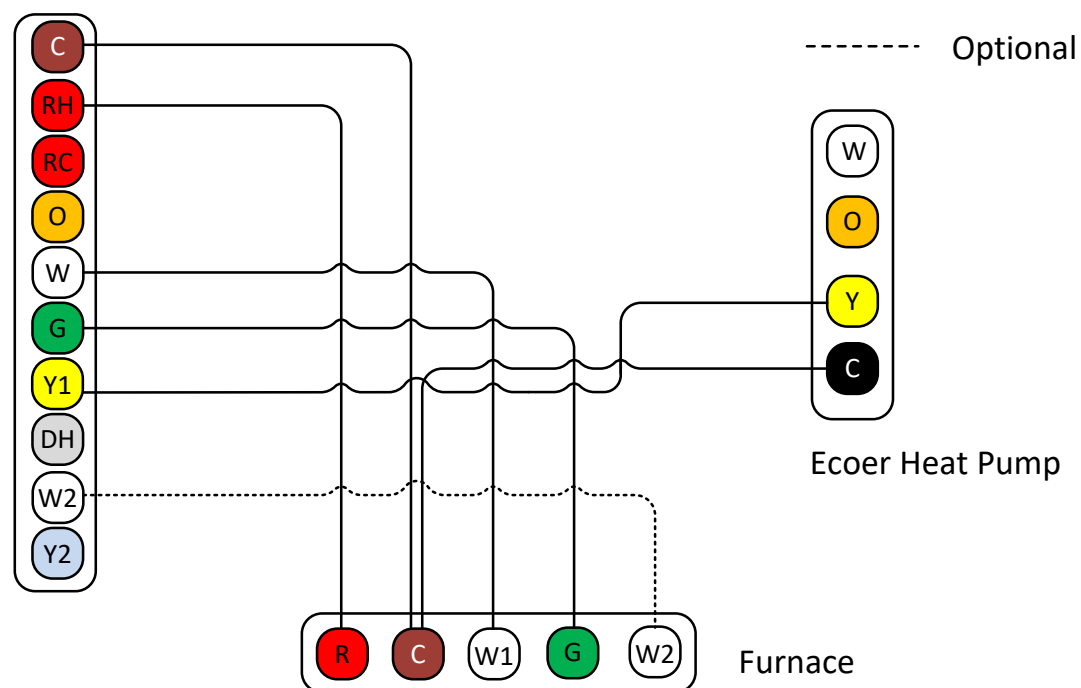 C
RH
RC
O
W
G
Y1
DH
W2
Y2
Optional
W
O
Y
C
Ecoer Heat Pump
R
C
W1
G
W2
Furnace